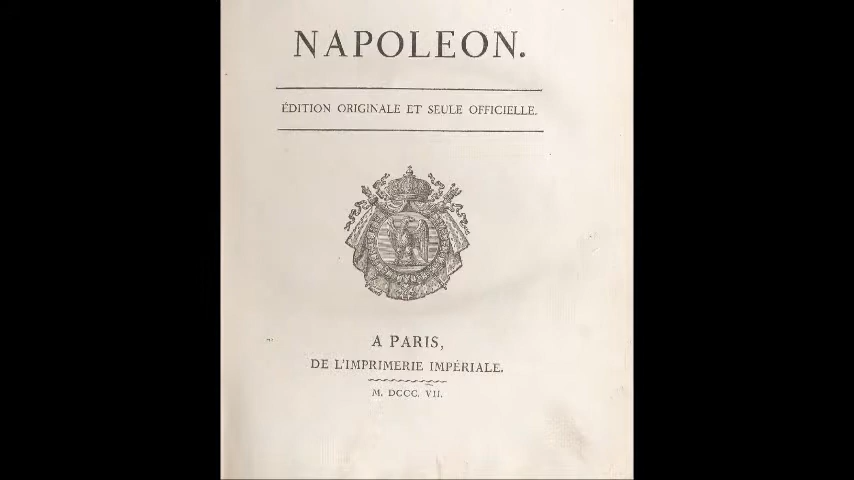 NAPOLEON.
ÉDITION ORIGINALE ET SEULE OFFICIELLE.
A PARIS,
DE L'IMPRIMERIE IMPÉRIALE.
M. DCCC. VII.